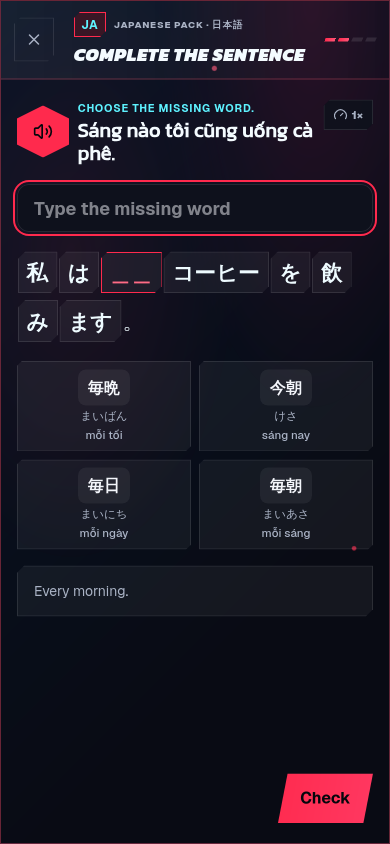 JA JAPANESE PACK · 日本語
COMPLETE THE SENTENCE
CHOOSE THE MISSING WORD.
1×
Sáng nào tôi cũng uống cà
phê.
Type the missing word
私 は __ コーヒー を 飲
み ます 。
毎晩
まいばん
mỗi tối
今朝
けさ
sáng nay
毎日
まいにち
mỗi ngày
毎朝
まいあさ
mỗi sáng
Every morning.
Check